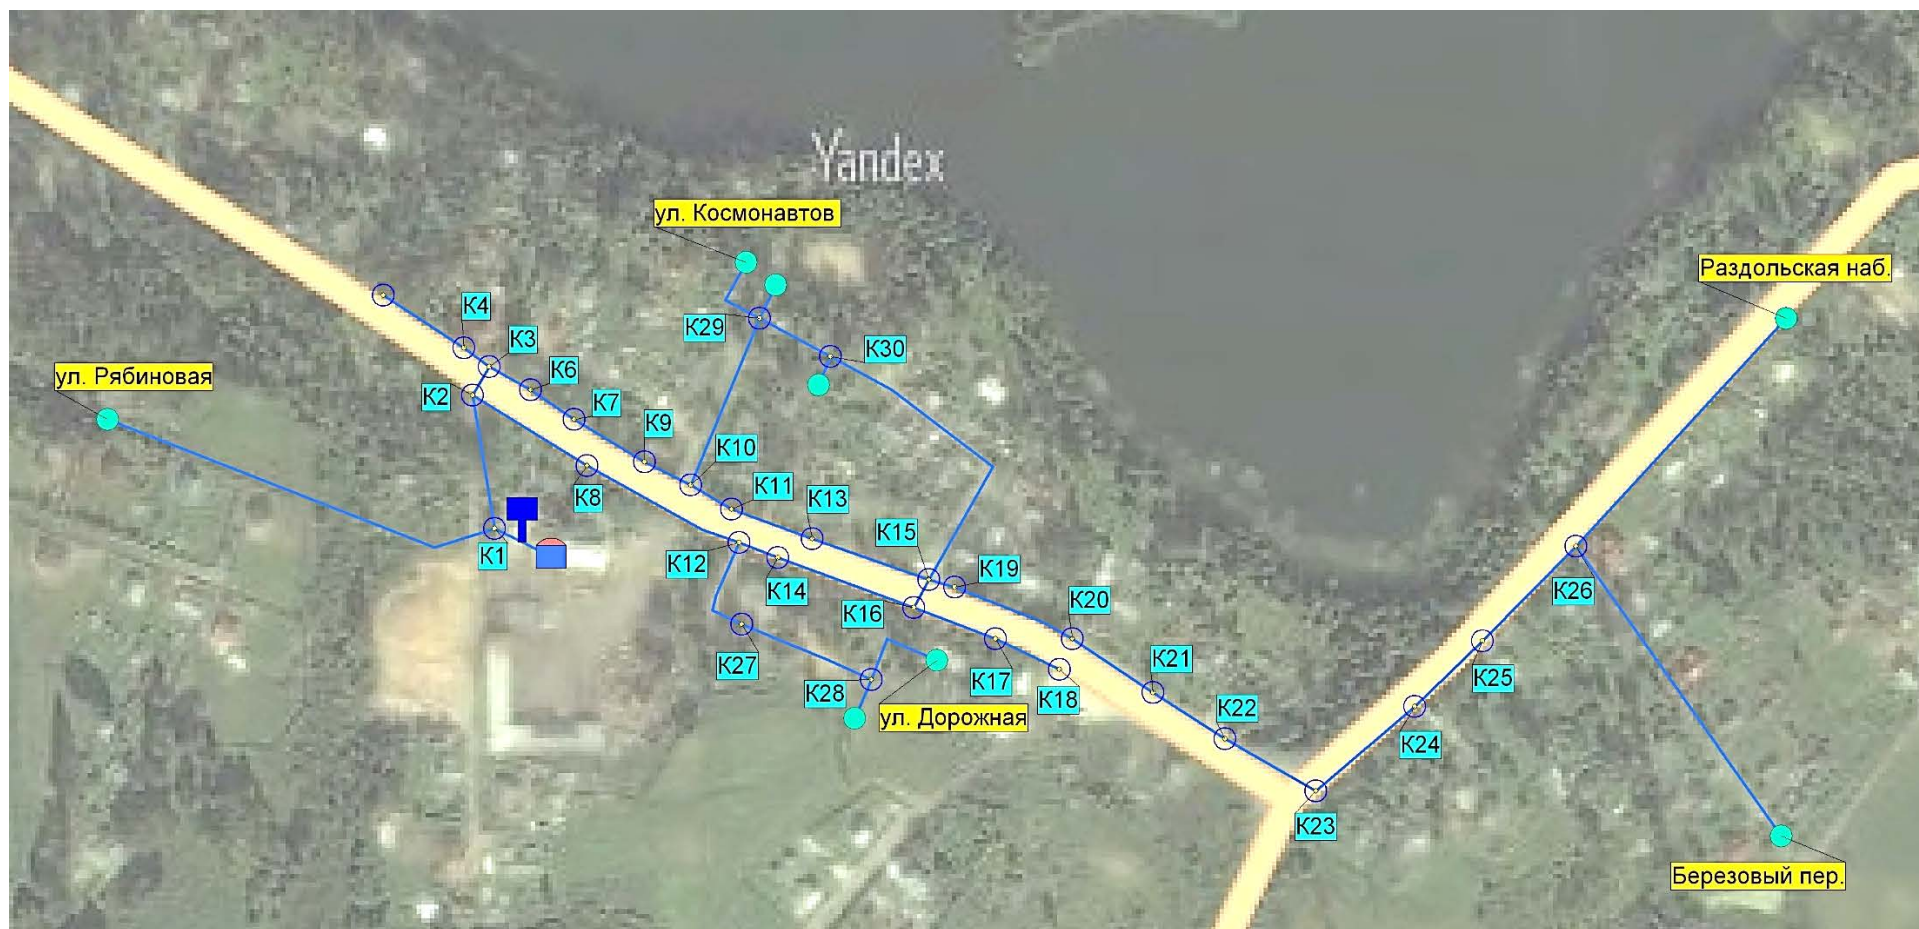 Yandex
ул. Космонавтов
Раздольская наб.
К4
К29
К3
К30
К6
ул. Рябиновая
К2
К7
К9
К10
К11
К8
К13
К15
К1
К12
К19
К14
К26
К16
К20
К27
К17
К21
К25
К28
К18
ул. Дорожная
К22
К24
К23
Березовый пер.